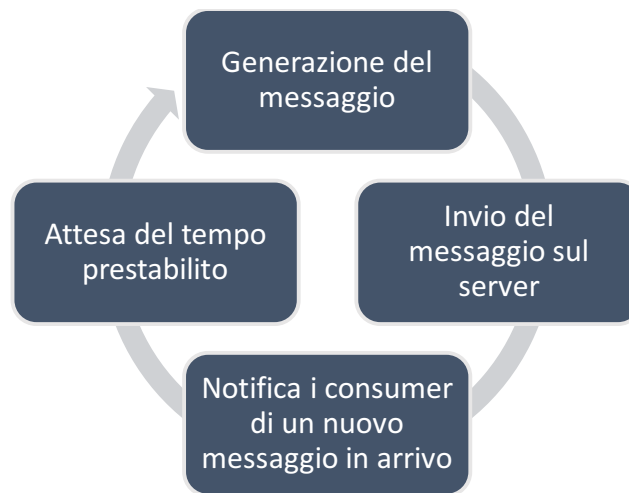 Generazione del
messaggio
Invio del
messaggio sul
server
Notifica i consumer
di un nuovo
messaggio in arrivo
Attesa del tempo
prestabilito